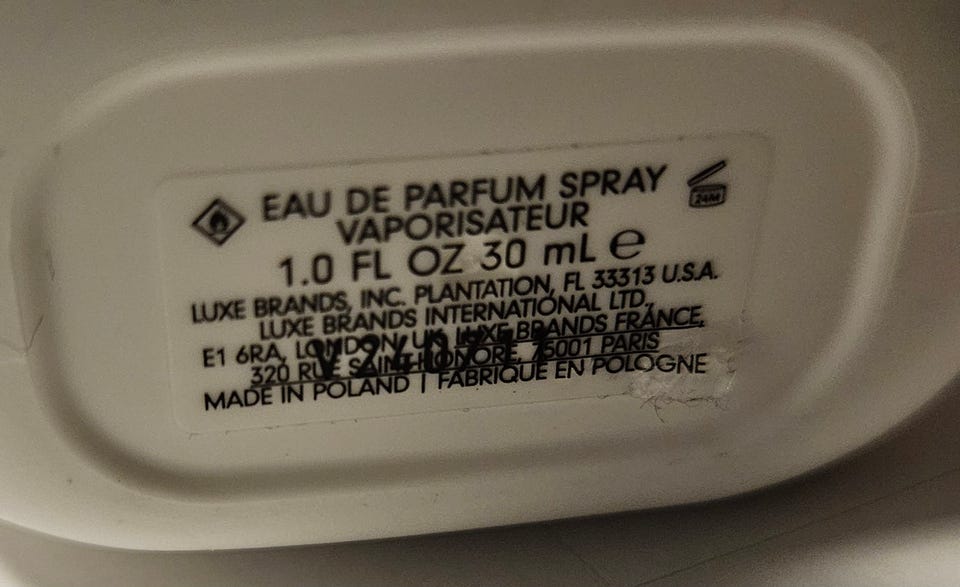 EAU DE PARFUM SPRAY
VAPORISATEUR
24M
1.0 FL OZ 30 mL e
LUXE BRANDS, INC. PLANTATION, FL 33313 U.S.A.
LUXE BRANDS INTERNATIONAL LTD.,
E1 6RA, LONDON, UK LUXE BRANDS FRANCE,
320 RUE SAINT-HONORÉ, 75001 PARIS
MADE IN POLAND | FABRIQUÉ EN POLOGNE